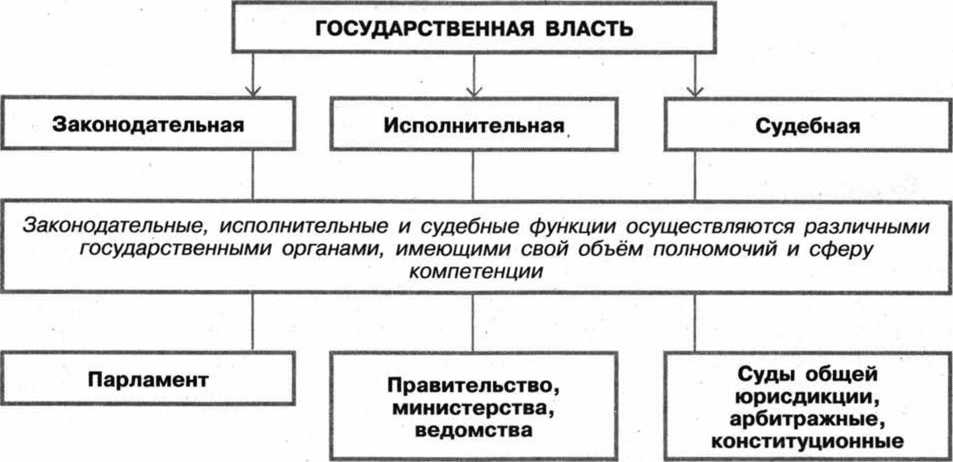 ГОСУДАРСТВЕННАЯ ВЛАСТЬ
Законодательная
Исполнительная
Судебная
Законодательные, исполнительные и судебные функции осуществляются различными
государственными органами, имеющими свой объём полномочий и сферу
компетенции
Парламент
Правительство,
министерства,
ведомства
Суды общей
юрисдикции,
арбитражные,
конституционные